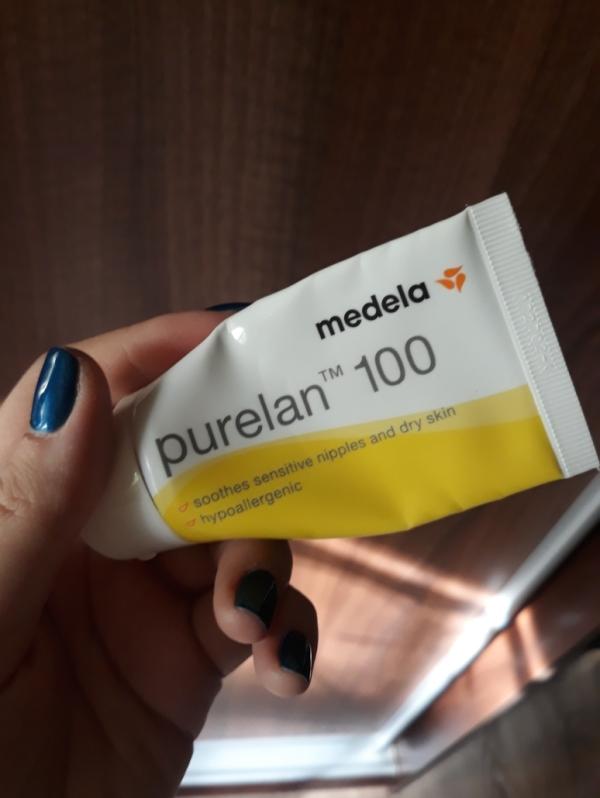 medela
purelan™ 100
soothes sensitive nipples and dry skin
hypoallergenic